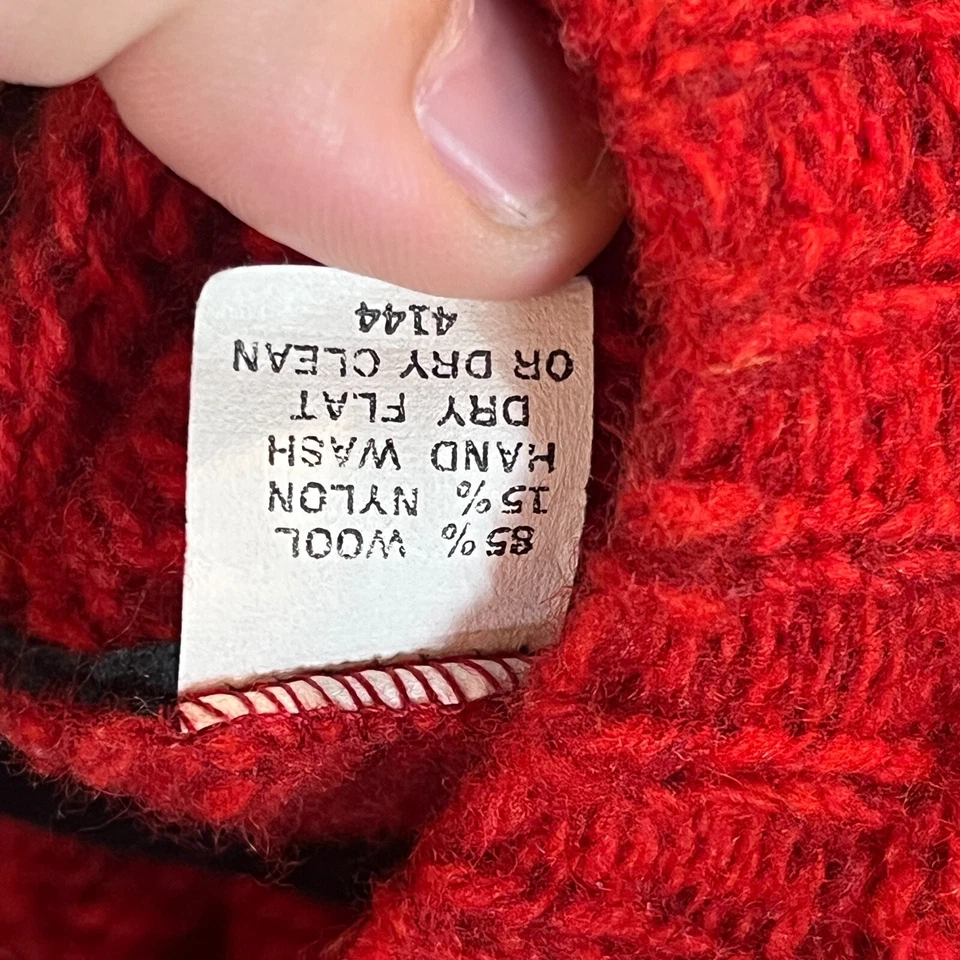 85% WOOL
15% NYLON
HAND WASH
DRY FLAT
OR DRY CLEAN
4144